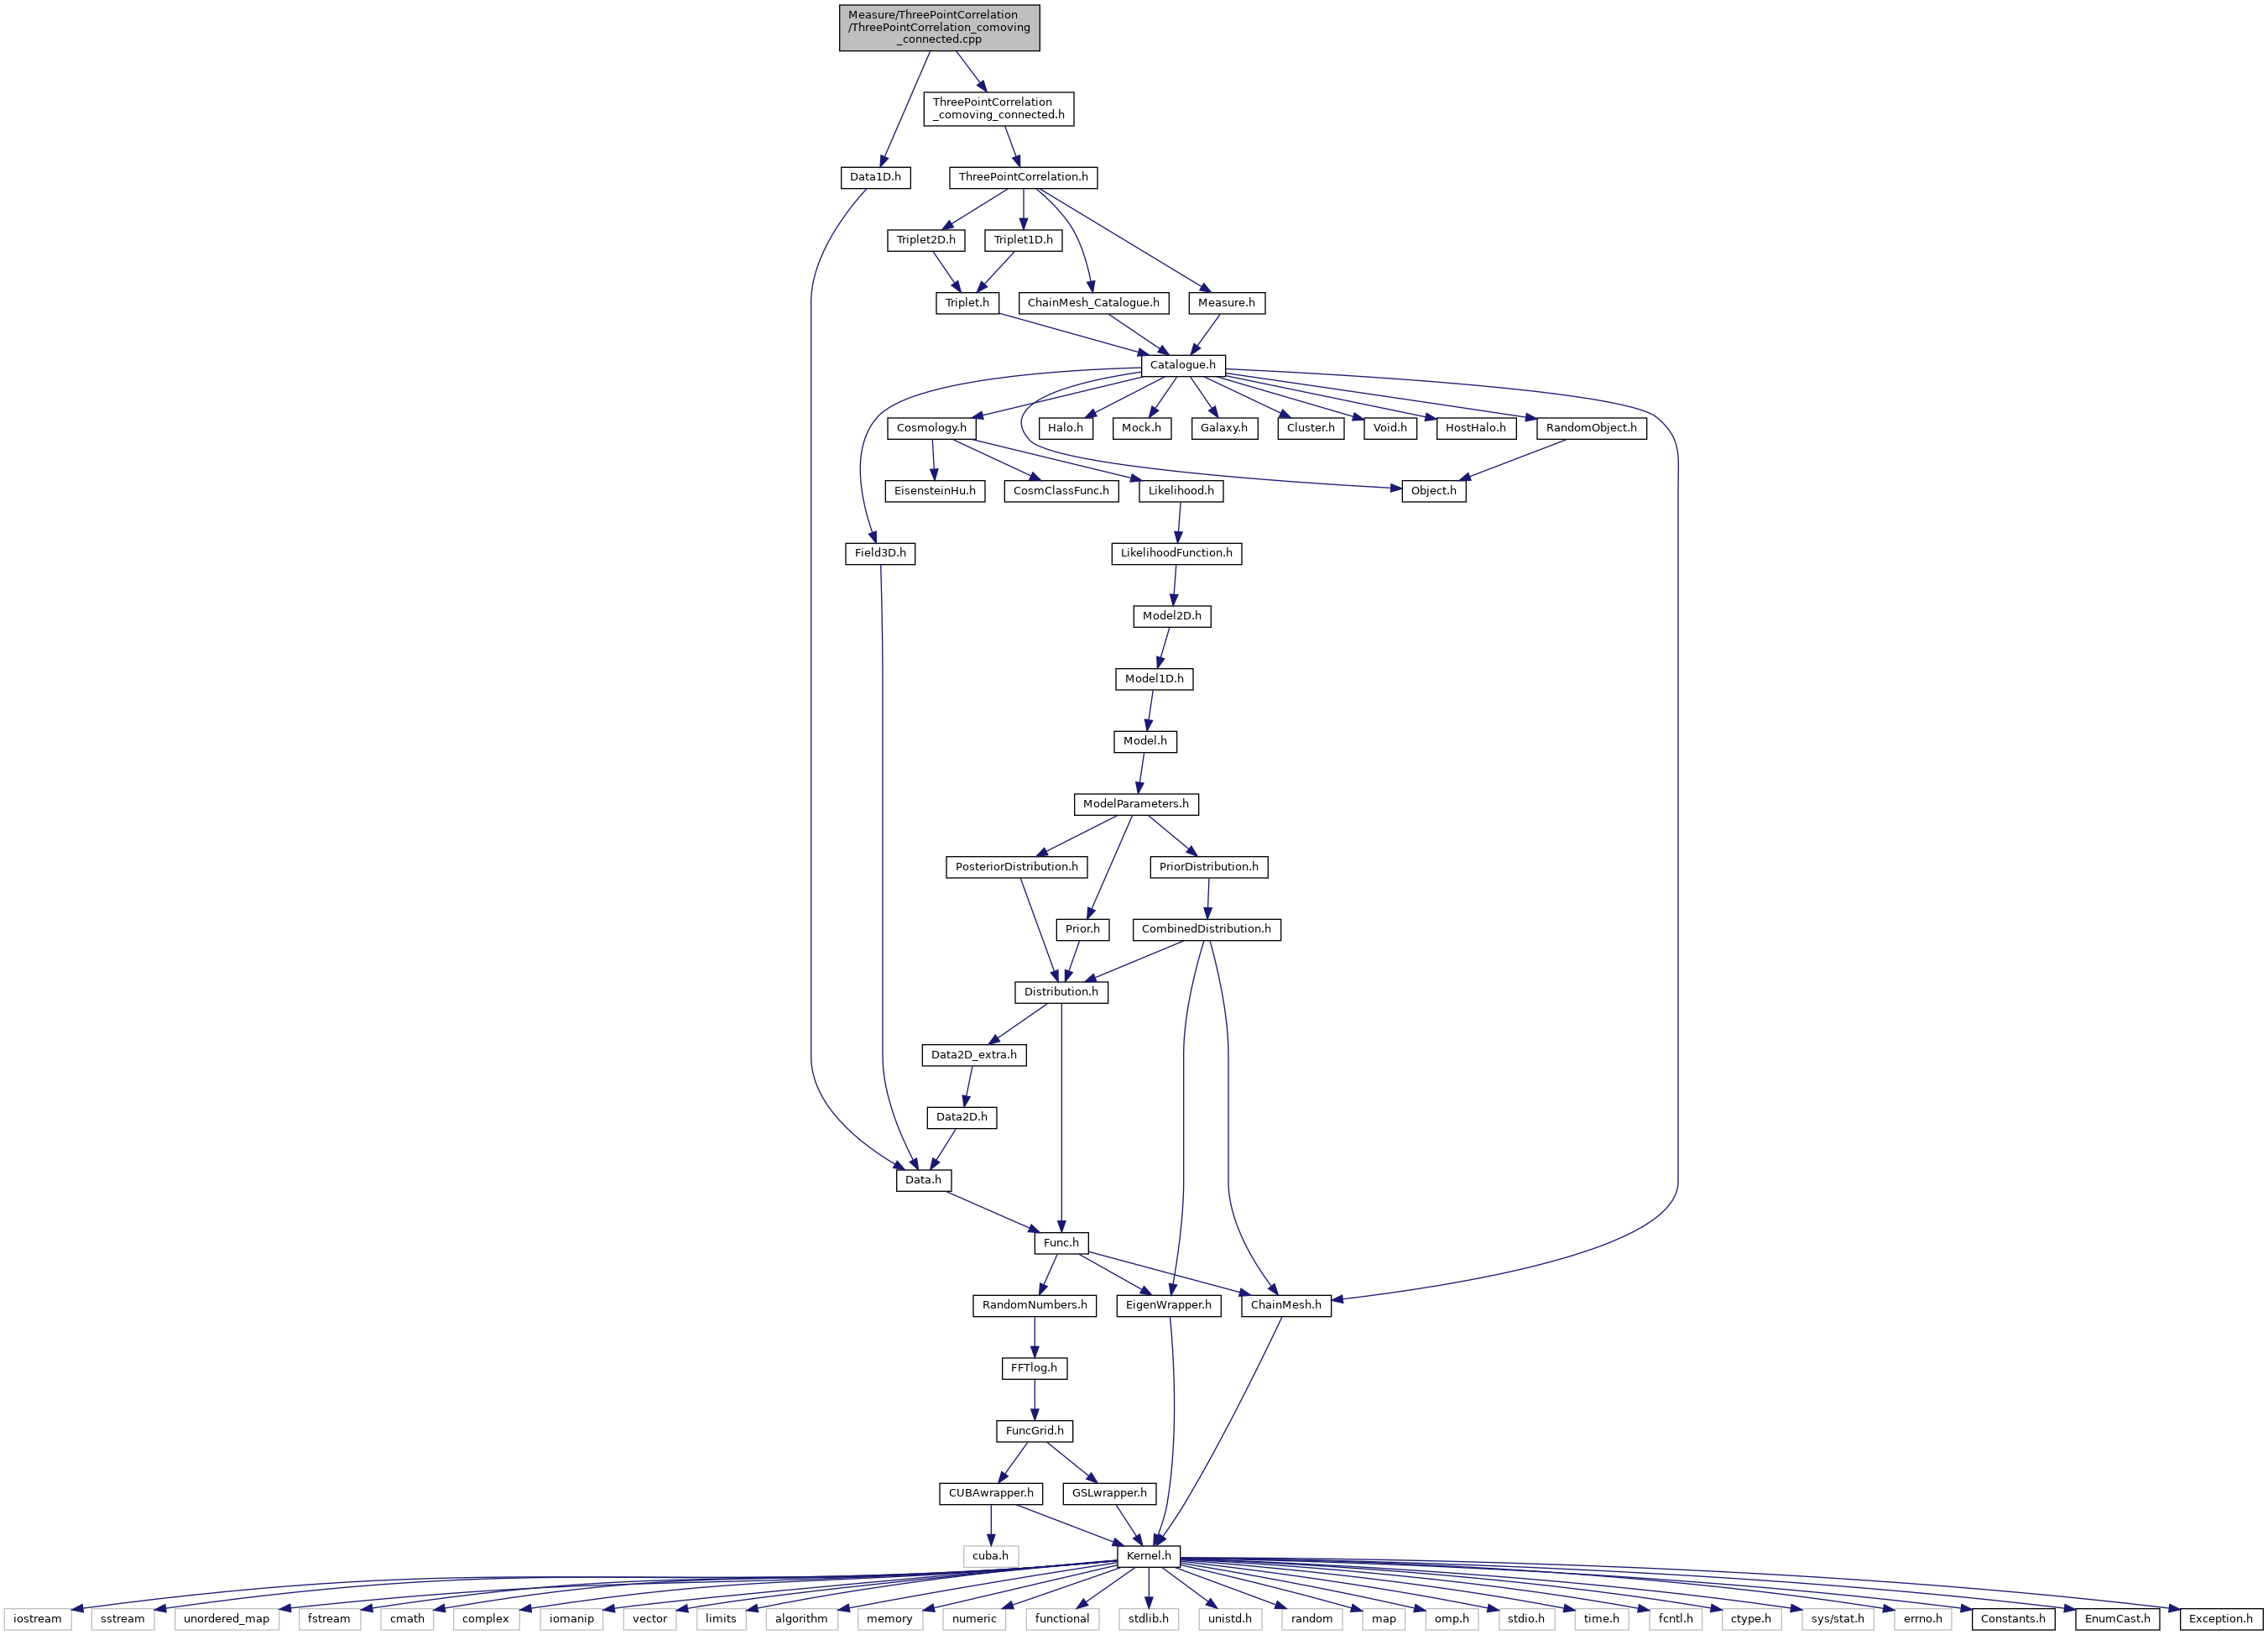 Measure/ThreePointCorrelation
/ThreePointCorrelation_comoving
_connected.cpp
ThreePointCorrelation
_comoving_connected.h
Data1D.h
ThreePointCorrelation.h
Triplet2D.h
Triplet1D.h
Triplet.h
ChainMesh_Catalogue.h
Measure.h
Catalogue.h
Cosmology.h
Halo.h
Mock.h
Galaxy.h
Cluster.h
Void.h
HostHalo.h
RandomObject.h
EisensteinHu.h
CosmClassFunc.h
Likelihood.h
Object.h
Field3D.h
LikelihoodFunction.h
Model2D.h
Model1D.h
Model.h
ModelParameters.h
PosteriorDistribution.h
PriorDistribution.h
Prior.h
CombinedDistribution.h
Distribution.h
Data2D_extra.h
Data2D.h
Data.h
Func.h
RandomNumbers.h
EigenWrapper.h
ChainMesh.h
FFTlog.h
FuncGrid.h
CUBAwrapper.h
GSLwrapper.h
cuba.h
Kernel.h
iostream
sstream
unordered_map
fstream
cmath
complex
iomanip
vector
limits
algorithm
memory
numeric
functional
stdlib.h
unistd.h
random
map
omp.h
stdio.h
time.h
fcntl.h
ctype.h
sys/stat.h
errno.h
Constants.h
EnumCast.h
Exception.h